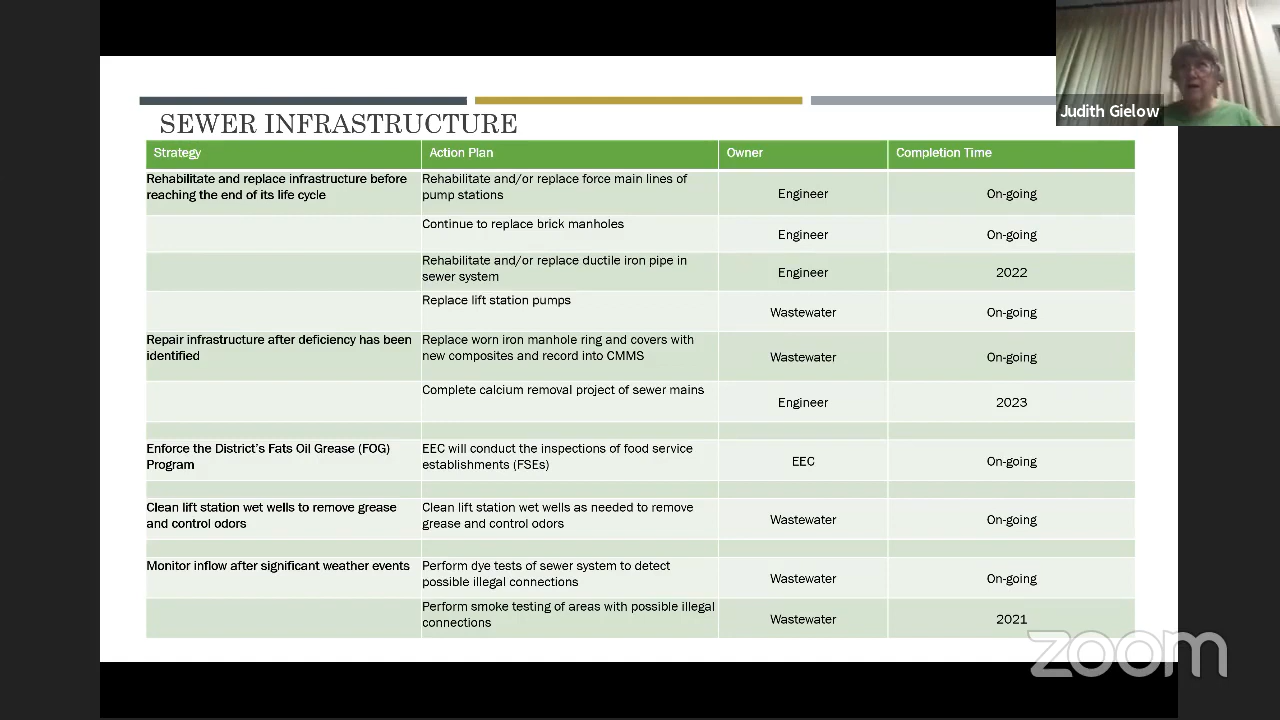 Judith Gielow
SEWER INFRASTRUCTURE
Strategy Action Plan Owner Completion Time
Rehabilitate and replace infrastructure before
reaching the end of its life cycle
Rehabilitate and/or replace force main lines of
pump stations
Engineer
On-going
Continue to replace brick manholes
Engineer
On-going
Rehabilitate and/or replace ductile iron pipe in
sewer system
Engineer
2022
Replace lift station pumps
Wastewater
On-going
Repair infrastructure after deficiency has been
identified
Replace worn iron manhole ring and covers with
new composites and record into CMMS
Wastewater
On-going
Complete calcium removal project of sewer mains
Engineer
2023
Enforce the District's Fats Oil Grease (FOG)
Program
EEC will conduct the inspections of food service
establishments (FSEs)
EEC
On-going
Clean lift station wet wells to remove grease
and control odors
Clean lift station wet wells as needed to remove
grease and control odors
Wastewater
On-going
Monitor inflow after significant weather events
Perform dye tests of sewer system to detect
possible illegal connections
Wastewater
On-going
Perform smoke testing of areas with possible illegal
connections
Wastewater
2021
zoom